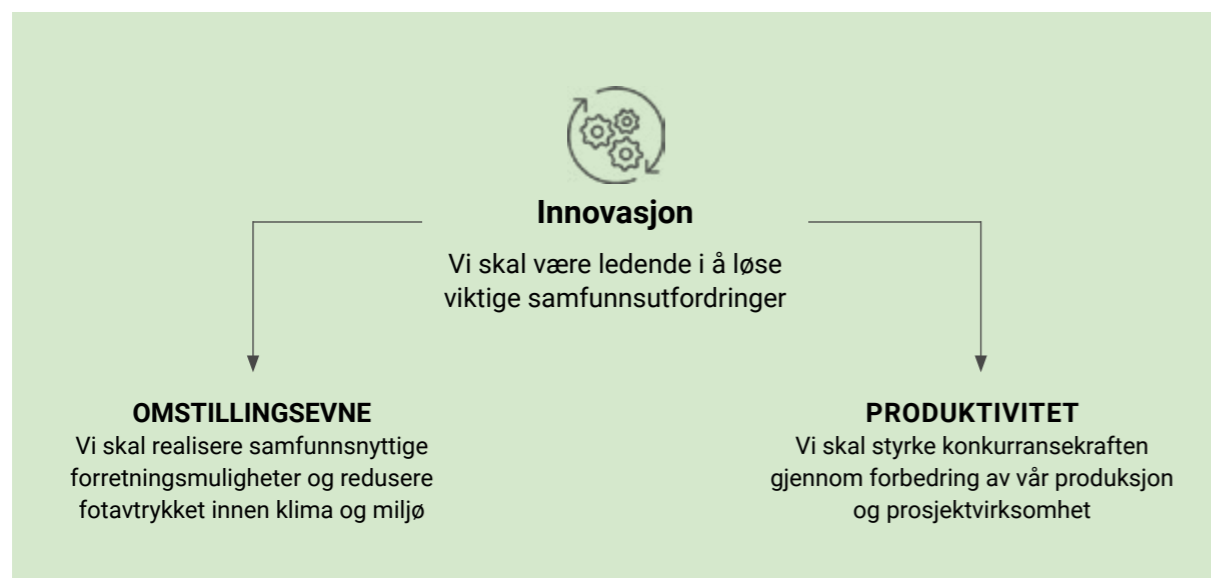 Innovasjon
Vi skal være ledende i å løse
viktige samfunnsutfordringer
OMSTILLINGSEVNE
Vi skal realisere samfunnsnyttige
forretningsmuligheter og redusere
fotavtrykket innen klima og miljø
PRODUKTIVITET
Vi skal styrke konkurransekraften
gjennom forbedring av vår produksjon
og prosjektvirksomhet